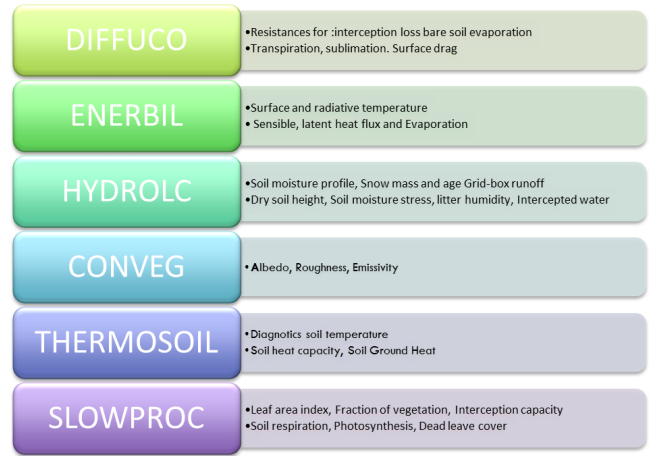 DIFFUCO
•Resistances for :interception loss bare soil evaporation
•Transpiration, sublimation. Surface drag
ENERBIL
•Surface and radiative temperature
• Sensible, latent heat flux and Evaporation
HYDROLC
•Soil moisture profile, Snow mass and age Grid-box runoff
•Dry soil height, Soil moisture stress, litter humidity, Intercepted water
CONVEG
• Albedo, Roughness, Emissivity
THERMOSOIL
•Diagnotics soil temperature
•Soil heat capacity, Soil Ground Heat
SLOWPROC
•Leaf area index, Fraction of vegetation, Interception capacity
•Soil respiration, Photosynthesis, Dead leave cover